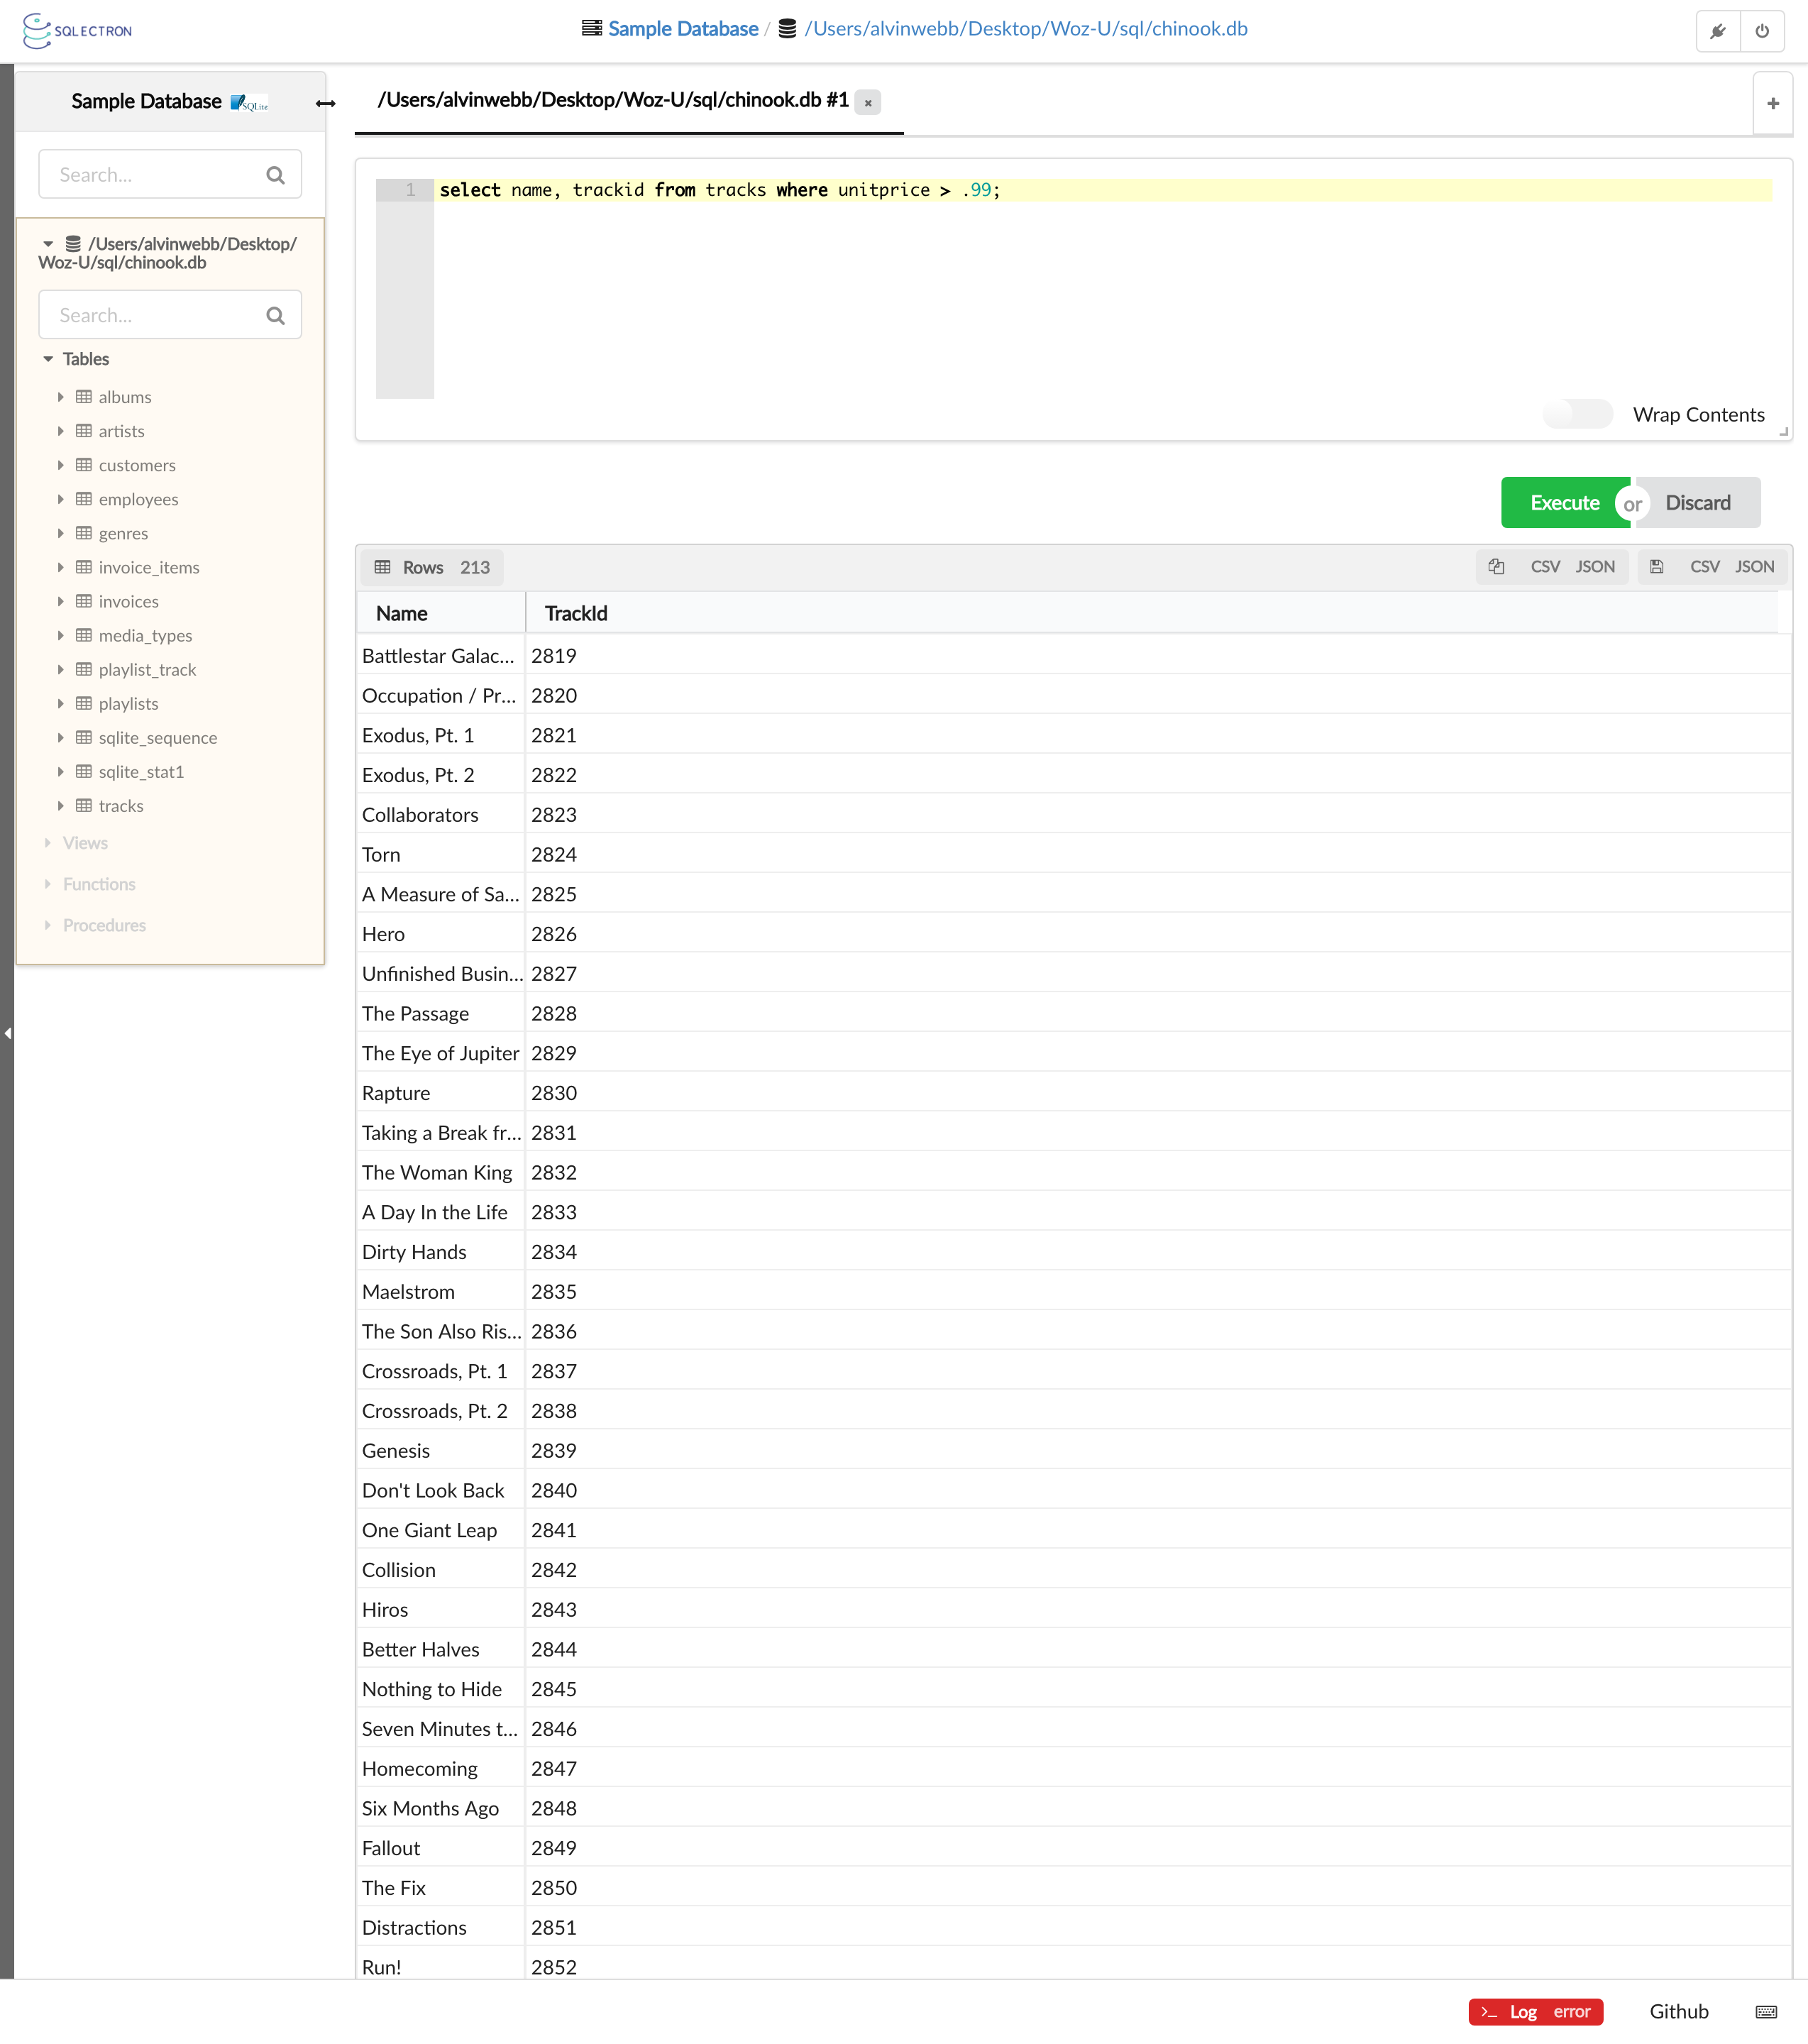 SQLECTRON
Sample Database / /Users/alvinwebb/Desktop/Woz-U/sql/chinook.db
Sample Database SQLite
Search...
/Users/alvinwebb/Desktop/
Woz-U/sql/chinook.db
Search...
Tables
albums
artists
customers
employees
genres
invoice_items
invoices
media_types
playlist_track
playlists
sqlite_sequence
sqlite_stat1
tracks
Views
Functions
Procedures
/Users/alvinwebb/Desktop/Woz-U/sql/chinook.db #1 ×
+
1 select name, trackid from tracks where unitprice > .99;
Wrap Contents
Execute or Discard
Rows 213 CSV JSON CSV JSON
Name TrackId
Battlestar Galac... 2819
Occupation / Pr... 2820
Exodus, Pt. 1 2821
Exodus, Pt. 2 2822
Collaborators 2823
Torn 2824
A Measure of Sa... 2825
Hero 2826
Unfinished Busin... 2827
The Passage 2828
The Eye of Jupiter 2829
Rapture 2830
Taking a Break fr... 2831
The Woman King 2832
A Day In the Life 2833
Dirty Hands 2834
Maelstrom 2835
The Son Also Ris... 2836
Crossroads, Pt. 1 2837
Crossroads, Pt. 2 2838
Genesis 2839
Don't Look Back 2840
One Giant Leap 2841
Collision 2842
Hiros 2843
Better Halves 2844
Nothing to Hide 2845
Seven Minutes t... 2846
Homecoming 2847
Six Months Ago 2848
Fallout 2849
The Fix 2850
Distractions 2851
Run! 2852
>_ Log error Github